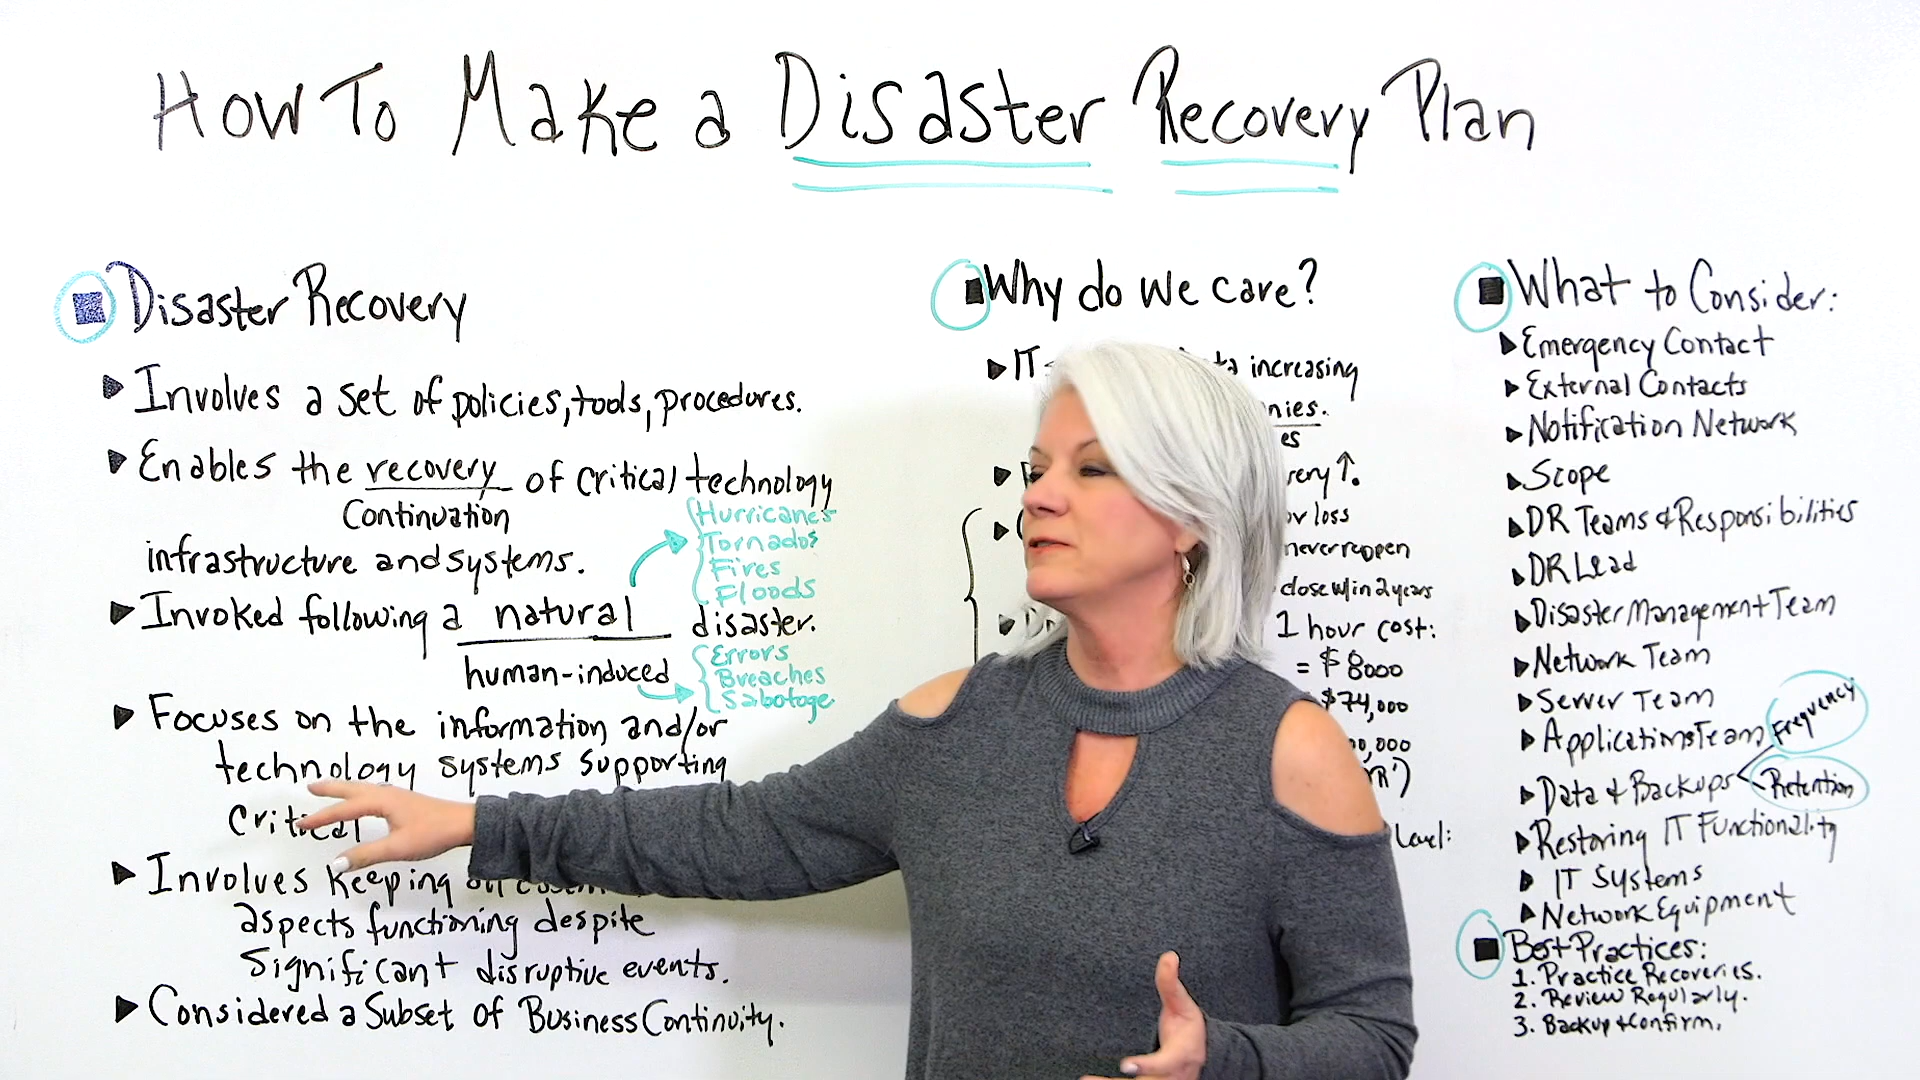 How To Make a Disaster Recovery Plan
Disaster Recovery
Involves a set of policies, tools, procedures.
Enables the recovery of critical technology
Continuation
infrastructure and systems.
Hurricanes
Tornados
Fires
Floods
Invoked following a natural disaster.
human-induced
Errors
Breaches
Sabotage
Focuses on the information and/or
technology systems supporting
Critical
Involves keeping
aspects functioning despite
significant disruptive events.
Considered a Subset of Business Continuity.
Why do we care?
IT increasing
or loss
never reopen
close w/in 2 years
1 hour cost:
= $8000
$74,000
Level:
What to Consider:
Emergency Contact
External Contacts
Notification Network
Scope
DR Teams & Responsibilities
DR Lead
Disaster Management Team
Network Team
Server Team
Applications Team
Frequency
Data & Backups
Retention
Restoring IT Functionality
IT Systems
Network Equipment
Best Practices:
1. Practice Recoveries.
2. Review Regularly.
3. Backup & Confirm.